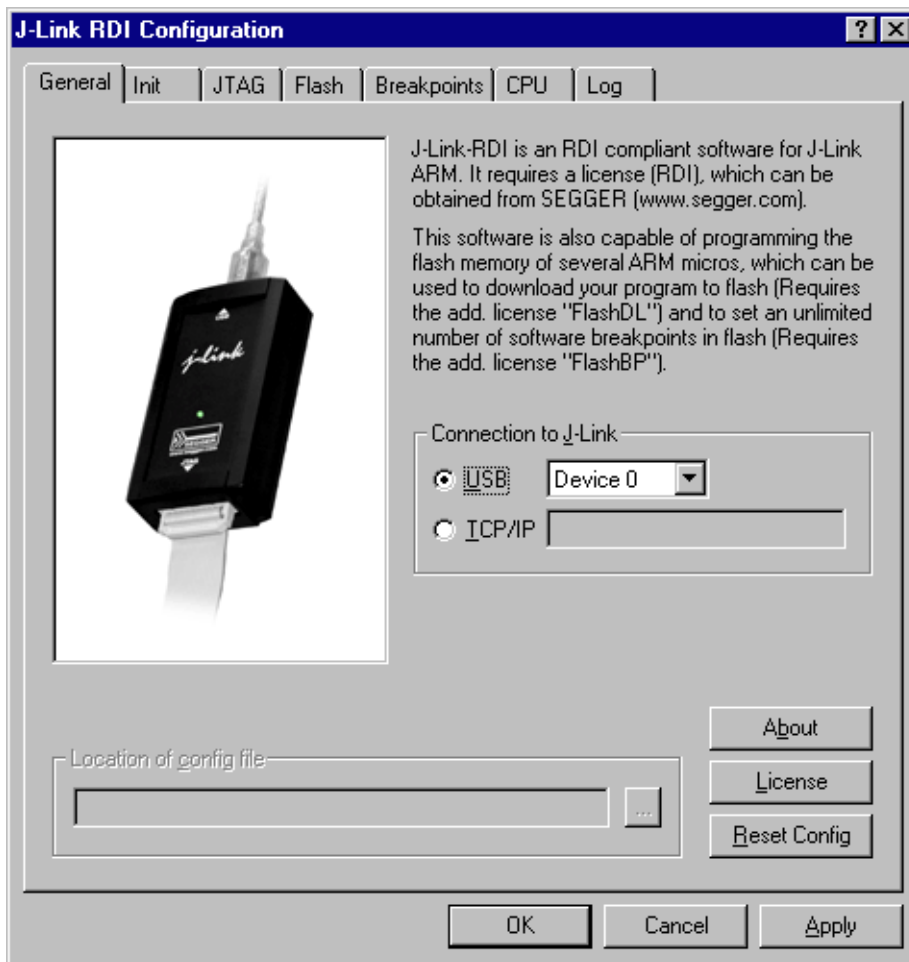 J-Link RDI Configuration
General Init JTAG Flash Breakpoints CPU Log
J-Link-RDI is an RDI compliant software for J-Link
ARM. It requires a license (RDI), which can be
obtained from SEGGER (www.segger.com).
This software is also capable of programming the
flash memory of several ARM micros, which can be
used to download your program to flash (Requires
the add. license "FlashDL") and to set an unlimited
number of software breakpoints in flash (Requires
the add. license "FlashBP").
j-link
SEGGER
JTAG
Connection to J-Link
USB Device 0
TCP/IP
About
Location of config file
License
...
Reset Config
OK Cancel Apply